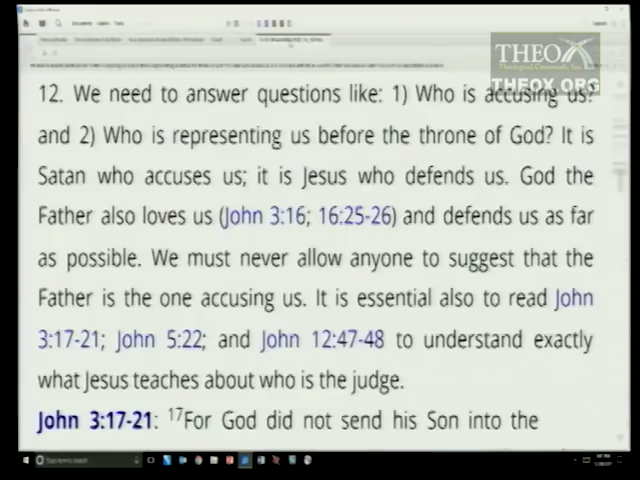 THEOX
THEOX.ORG
12. We need to answer questions like: 1) Who is accusing us?
and 2) Who is representing us before the throne of God? It is
Satan who accuses us; it is Jesus who defends us. God the
Father also loves us (John 3:16; 16:25-26) and defends us as far
as possible. We must never allow anyone to suggest that the
Father is the one accusing us. It is essential also to read John
3:17-21; John 5:22; and John 12:47-48 to understand exactly
what Jesus teaches about who is the judge.
John 3:17-21: 17For God did not send his Son into the